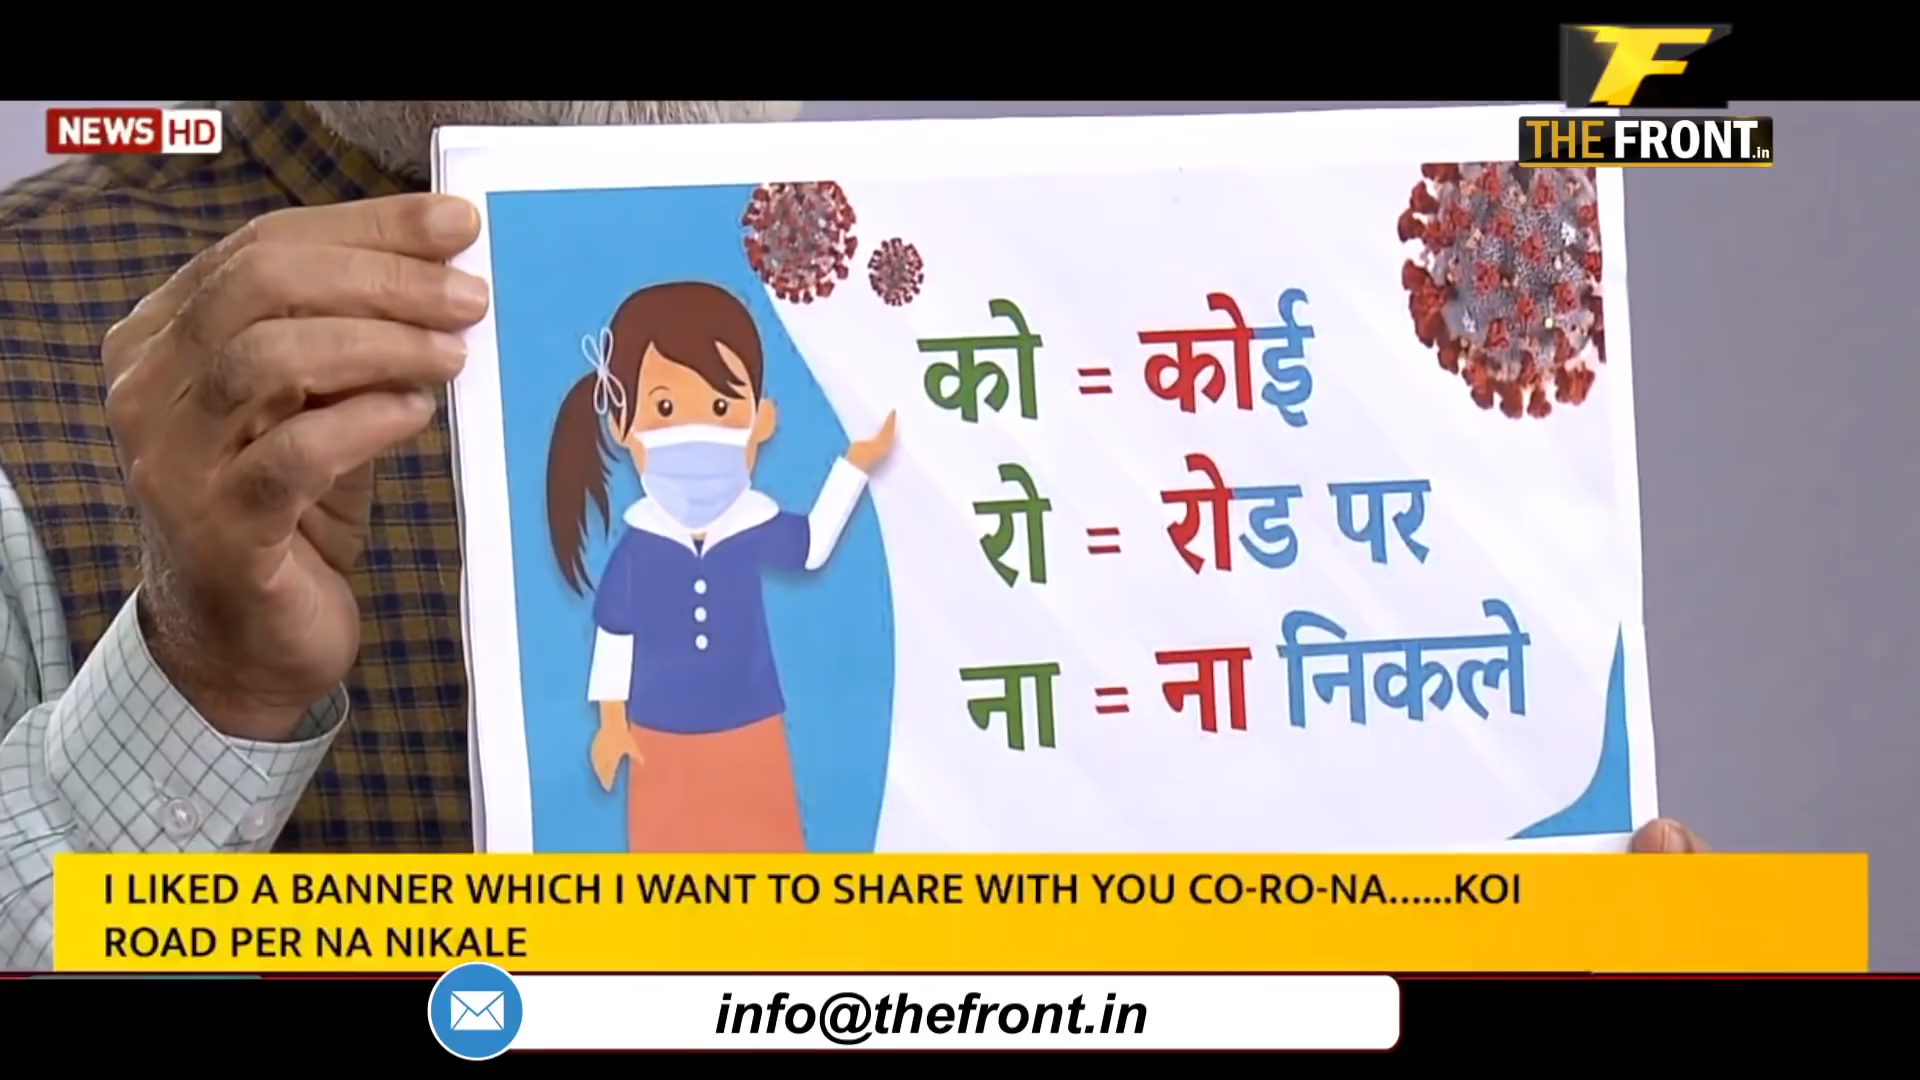 NEWS HD
THE FRONT.in
को = कोई
रो = रोड पर
ना = ना निकले
I LIKED A BANNER WHICH I WANT TO SHARE WITH YOU CO-RO-NA......KOI
ROAD PER NA NIKALE
info@thefront.in